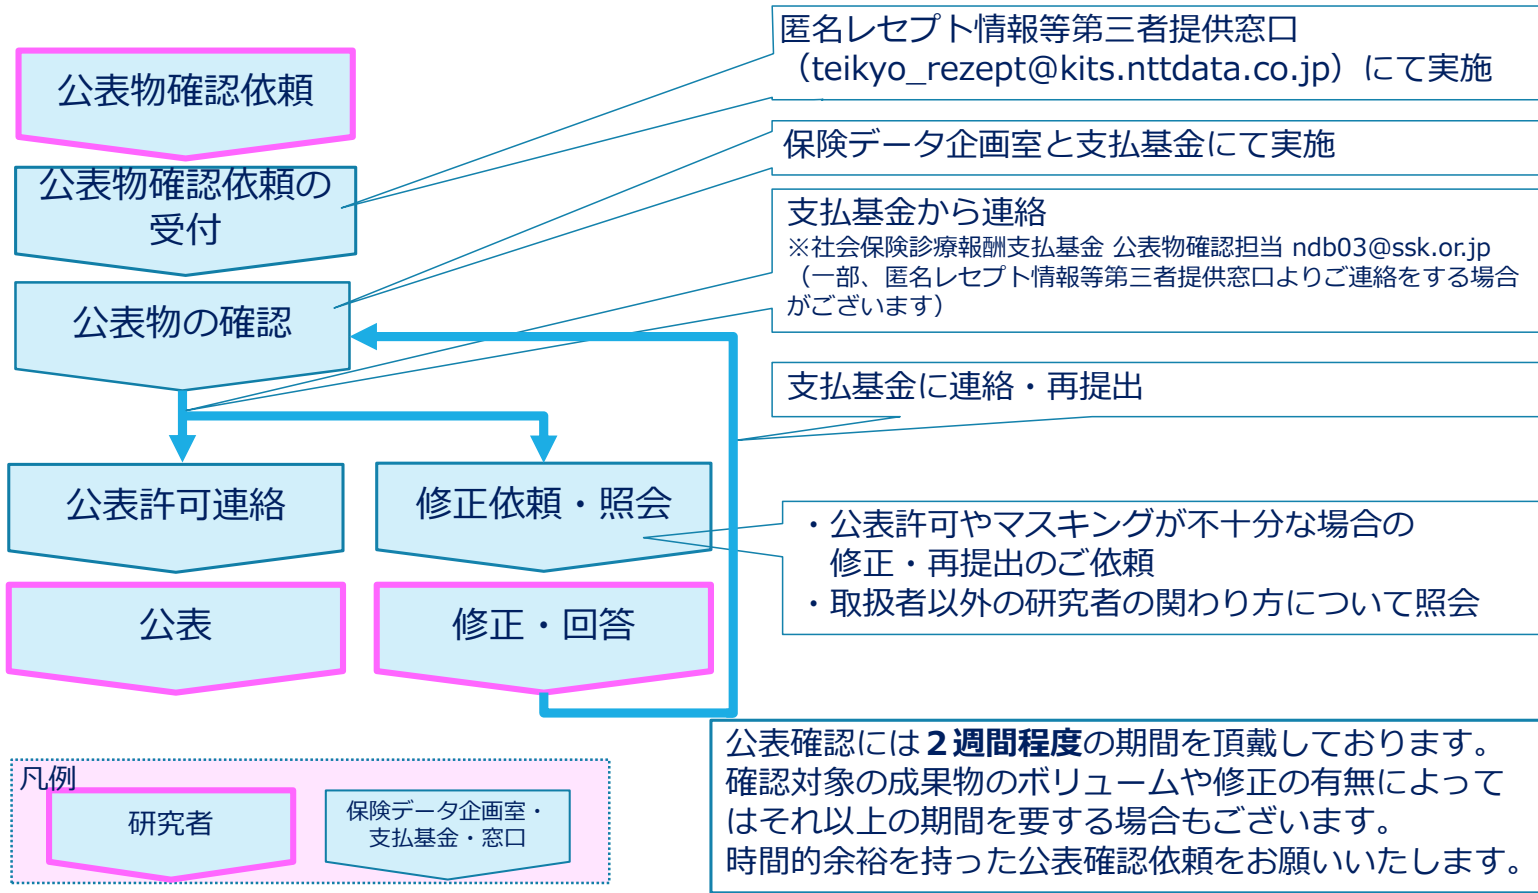 公表物確認依頼
公表物確認依頼の
受付
公表物の確認
公表許可連絡
修正依頼・照会
公表
修正・回答
匿名レセプト情報等第三者提供窓口
（teikyo_rezept@kits.nttdata.co.jp）にて実施
保険データ企画室と支払基金にて実施
支払基金から連絡
※社会保険診療報酬支払基金 公表物確認担当 ndb03@ssk.or.jp
（一部、匿名レセプト情報等第三者提供窓口よりご連絡をする場合
がございます）
支払基金に連絡・再提出
・公表許可やマスキングが不十分な場合の
修正・再提出のご依頼
・取扱者以外の研究者の関わり方について照会
凡例
研究者
保険データ企画室・
支払基金・窓口
公表確認には２週間程度の期間を頂戴しております。
確認対象の成果物のボリュームや修正の有無によって
はそれ以上の期間を要する場合もございます。
時間的余裕を持った公表確認依頼をお願いいたします。